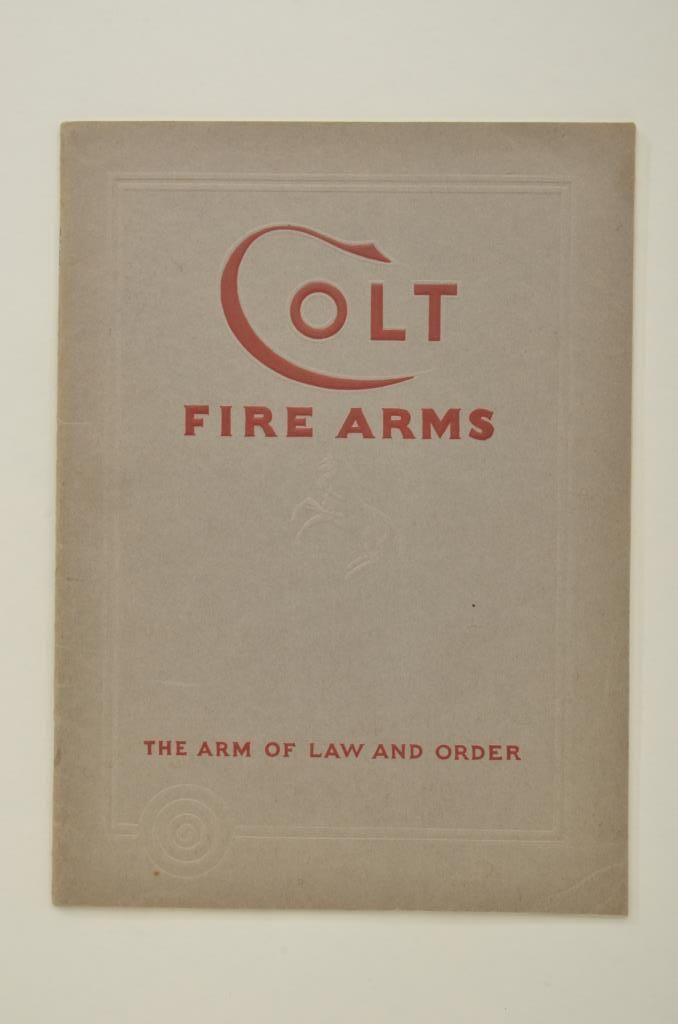 COLT
FIRE ARMS
THE ARM OF LAW AND ORDER